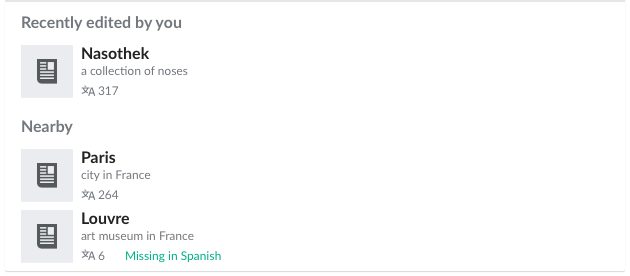 Recently edited by you
Nasothek
a collection of noses
317
Nearby
Paris
city in France
264
Louvre
art museum in France
6 Missing in Spanish